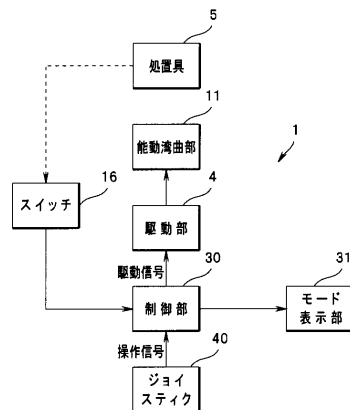 5
処置具
11
能動湾曲部
1
16
スイッチ
4
駆動部
駆動信号
30
制御部
31
モード
表示部
操作信号
40
ジョイ
スティク